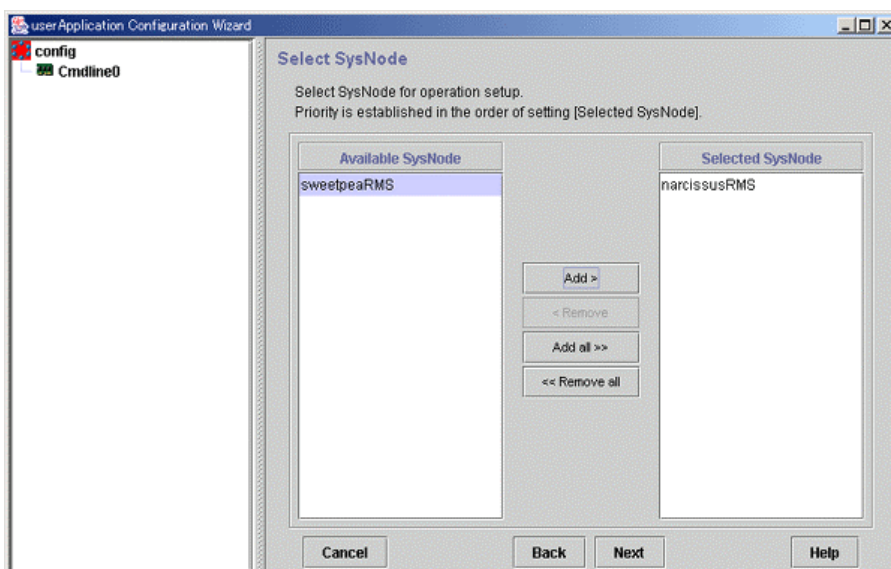 userApplication Configuration Wizard
config
Cmdline0
Select SysNode
Select SysNode for operation setup.
Priority is established in the order of setting [Selected SysNode].
Available SysNode
Selected SysNode
sweetpeaRMS
narcissusRMS
Add >
< Remove
Add all >>
<< Remove all
Cancel
Back
Next
Help